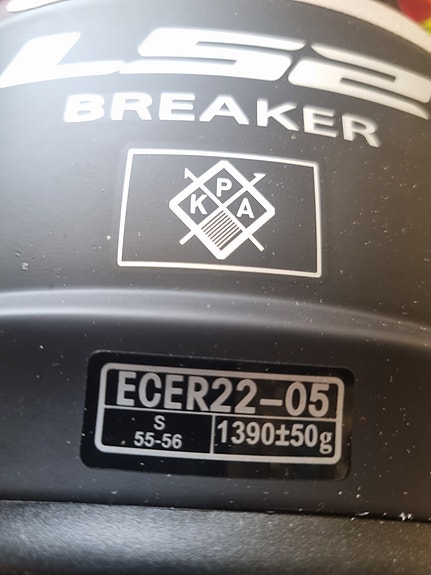 LS2
BREAKER
P
K A
ECER22-05
S
55-56
1390±50g